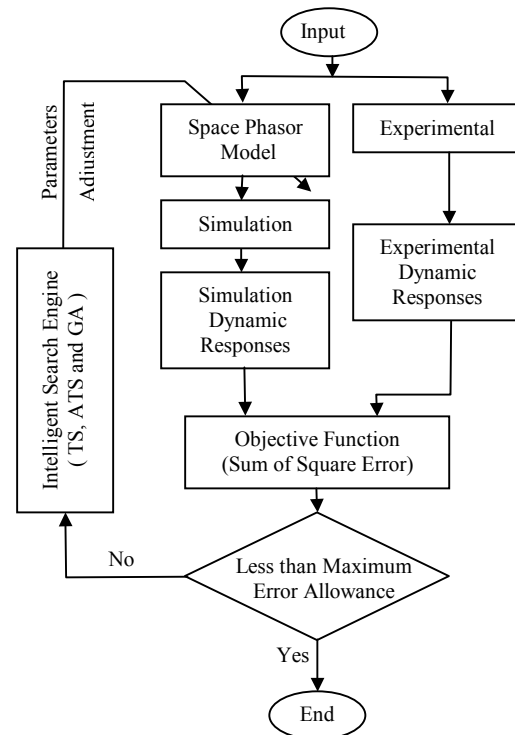 Input
Space Phasor
Model
Experimental
Parameters
Adjustment
Simulation
Experimental
Dynamic
Responses
Simulation
Dynamic
Responses
Intelligent Search Engine
( TS, ATS and GA )
Objective Function
(Sum of Square Error)
No
Less than Maximum
Error Allowance
Yes
End